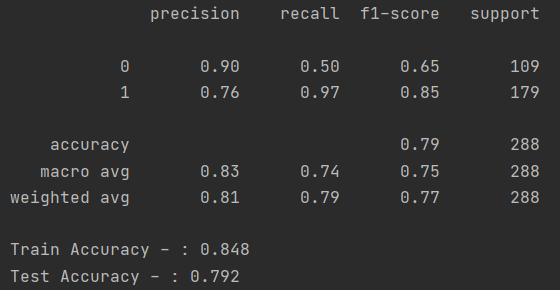 precision recall f1-score support
0 0.90 0.50 0.65 109
1 0.76 0.97 0.85 179
accuracy 0.79 288
macro avg 0.83 0.74 0.75 288
weighted avg 0.81 0.79 0.77 288
Train Accuracy - : 0.848
Test Accuracy - : 0.792